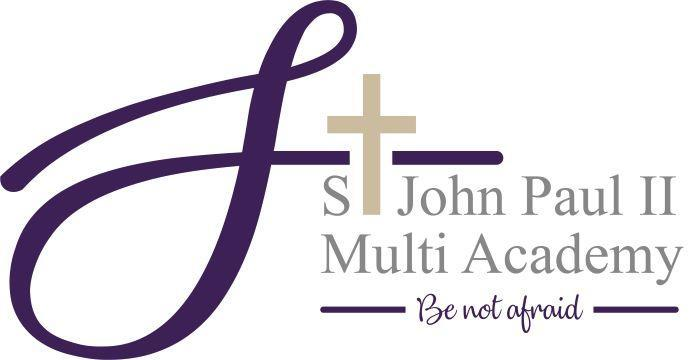 St John Paul II
Multi Academy
Be not afraid